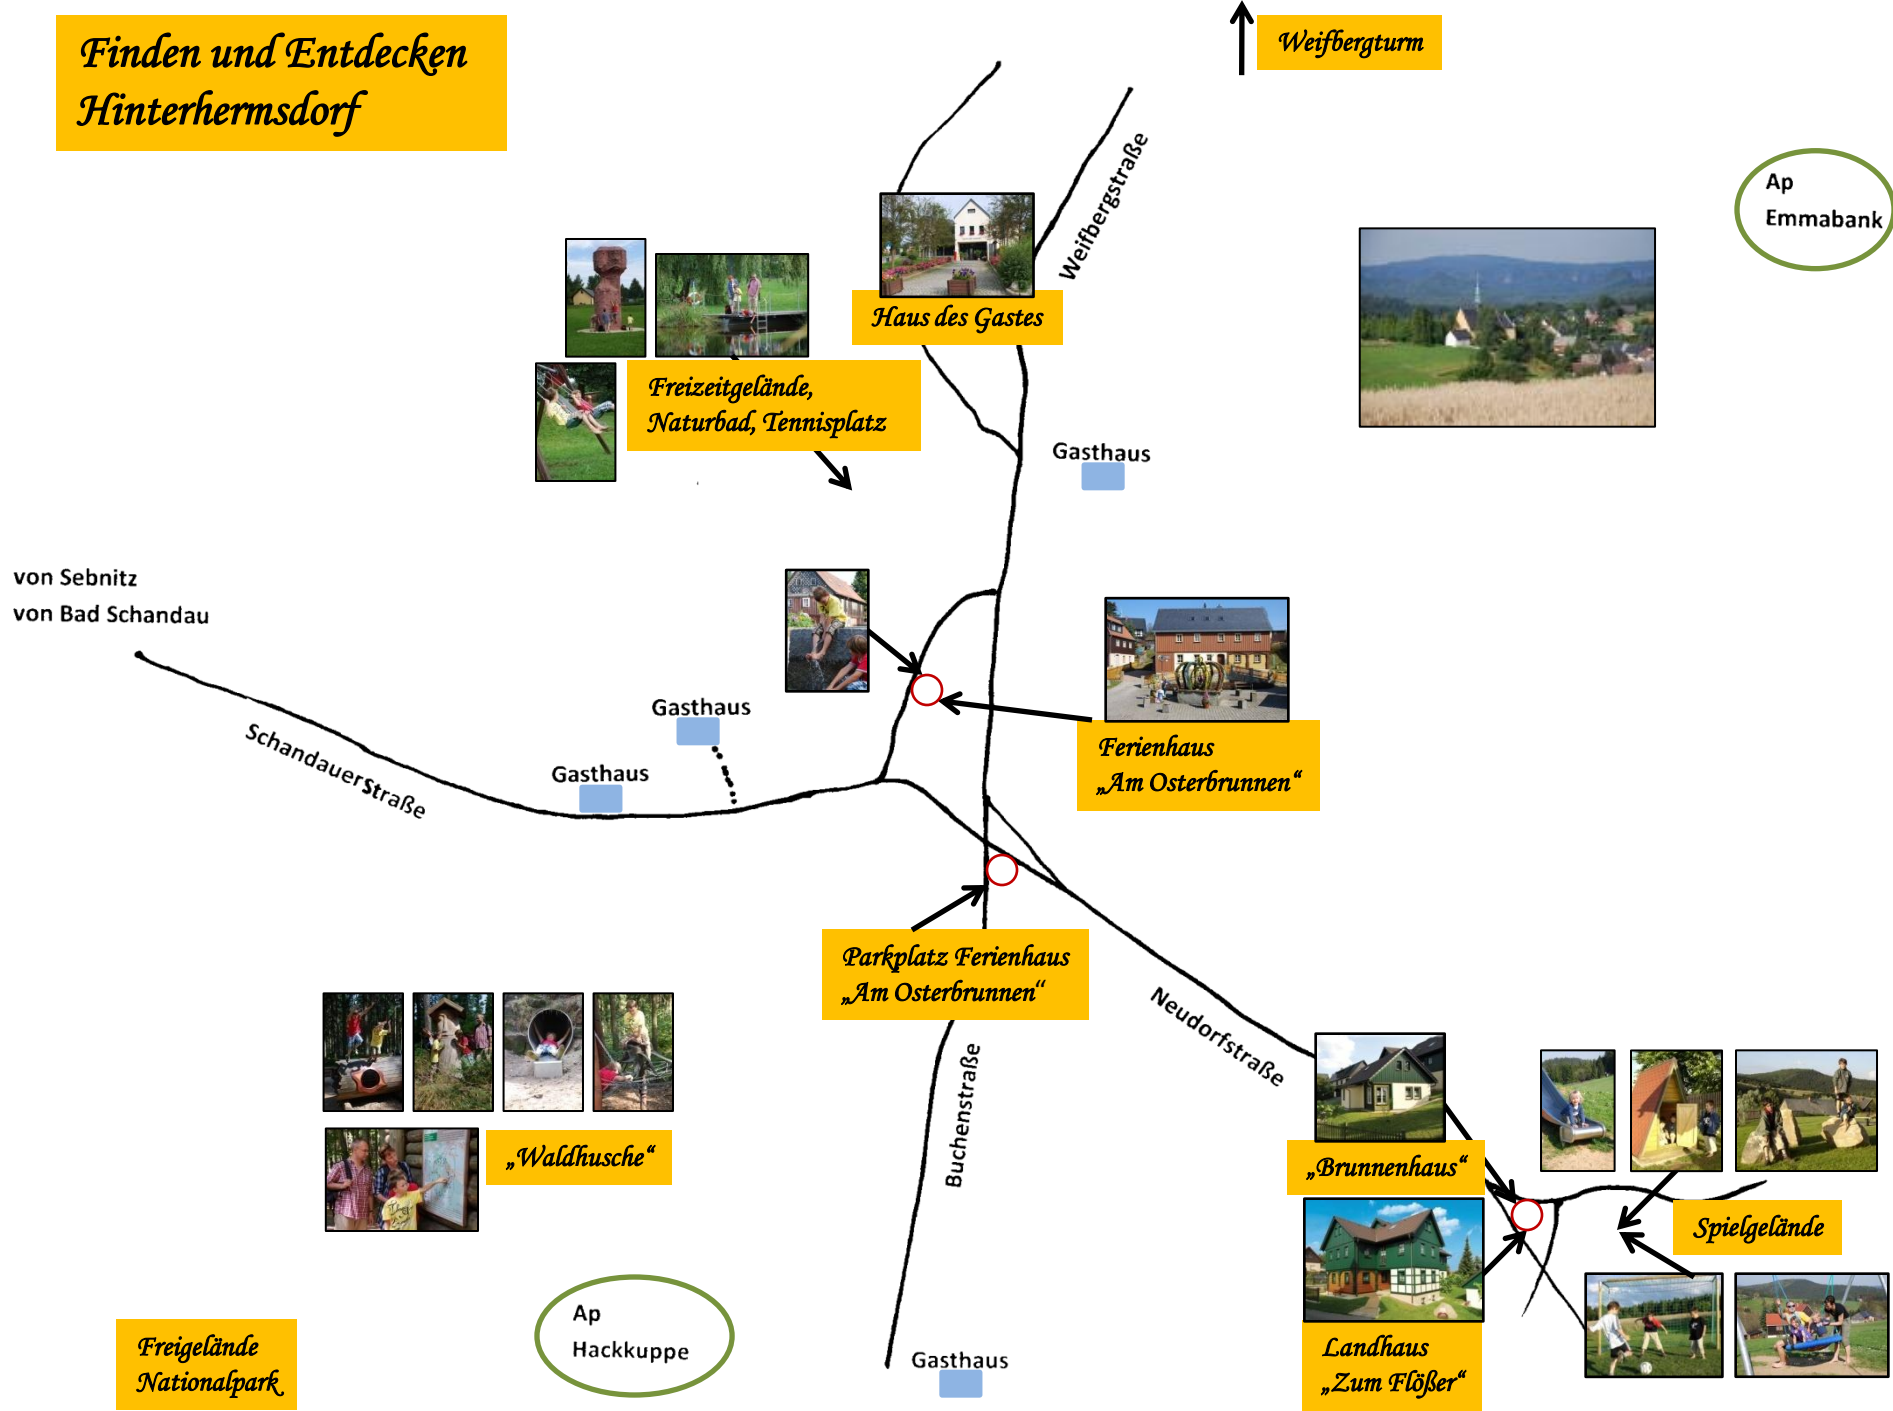 Finden und Entdecken
Hinterhermsdorf
Weifbergturm
Ap
Emmabank
Weifbergstraße
Haus des Gastes
Freizeitgelände,
Naturbad, Tennisplatz
Gasthaus
von Sebnitz
von Bad Schandau
Schandauer Straße
Gasthaus
Gasthaus
Ferienhaus
„Am Osterbrunnen“
Parkplatz Ferienhaus
„Am Osterbrunnen“
Neudorfstraße
Buchenstraße
„Waldhusche“
„Brunnenhaus“
Spielgelände
Landhaus
„Zum Flößer“
Freigelände
Nationalpark
Ap
Hackkuppe
Gasthaus